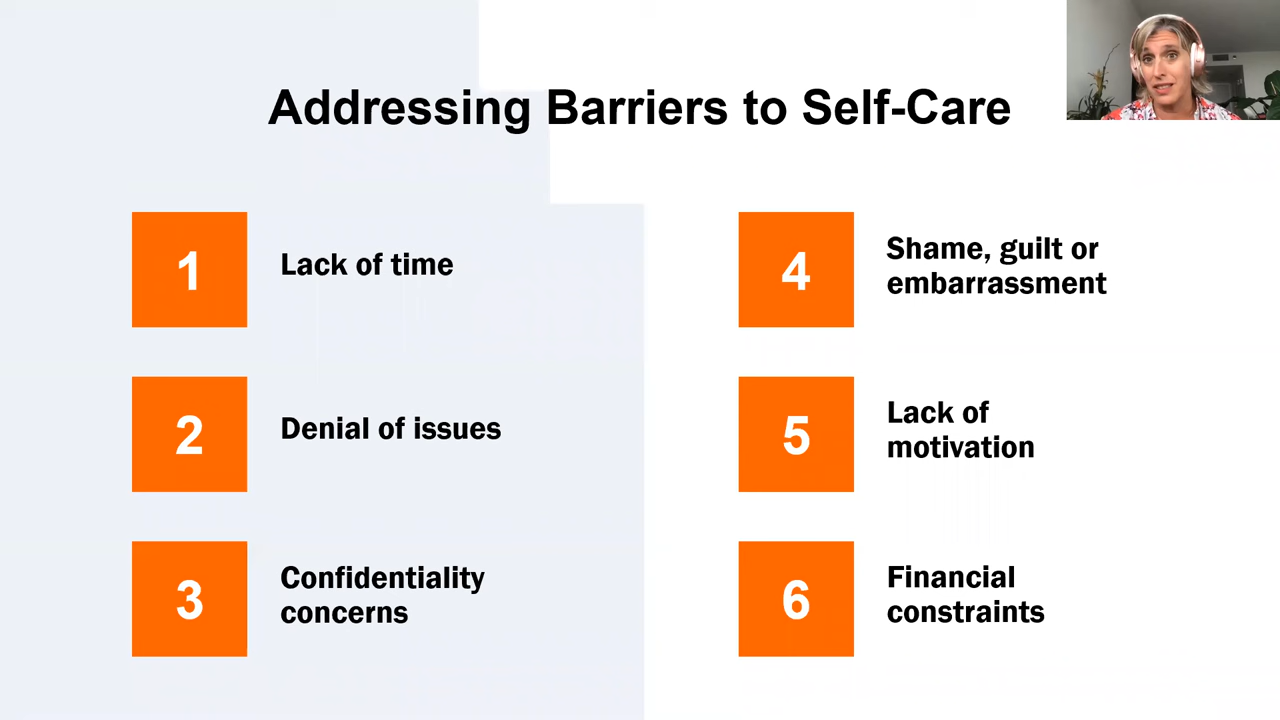 Addressing Barriers to Self-Care
1
Lack of time
2
Denial of issues
3
Confidentiality
concerns
4
Shame, guilt or
embarrassment
5
Lack of
motivation
6
Financial
constraints